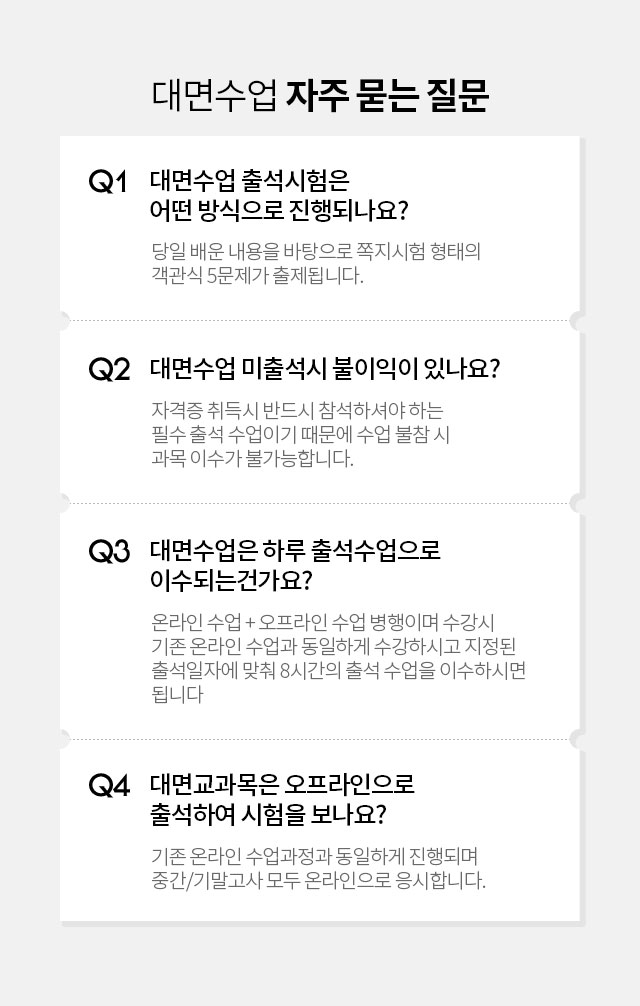 대면수업 자주 묻는 질문
Q1 대면수업 출석시험은
어떤 방식으로 진행되나요?
당일 배운 내용을 바탕으로 쪽지시험 형태의
객관식 5문제가 출제됩니다.
Q2 대면수업 미출석시 불이익이 있나요?
자격증 취득시 반드시 참석하셔야 하는
필수 출석 수업이기 때문에 수업 불참 시
과목 이수가 불가능합니다.
Q3 대면수업은 하루 출석수업으로
이수되는건가요?
온라인 수업 + 오프라인 수업 병행이며 수강시
기존 온라인 수업과 동일하게 수강하시고 지정된
출석일자에 맞춰 8시간의 출석 수업을 이수하시면
됩니다
Q4 대면교과목은 오프라인으로
출석하여 시험을 보나요?
기존 온라인 수업과정과 동일하게 진행되며
중간/기말고사 모두 온라인으로 응시합니다.